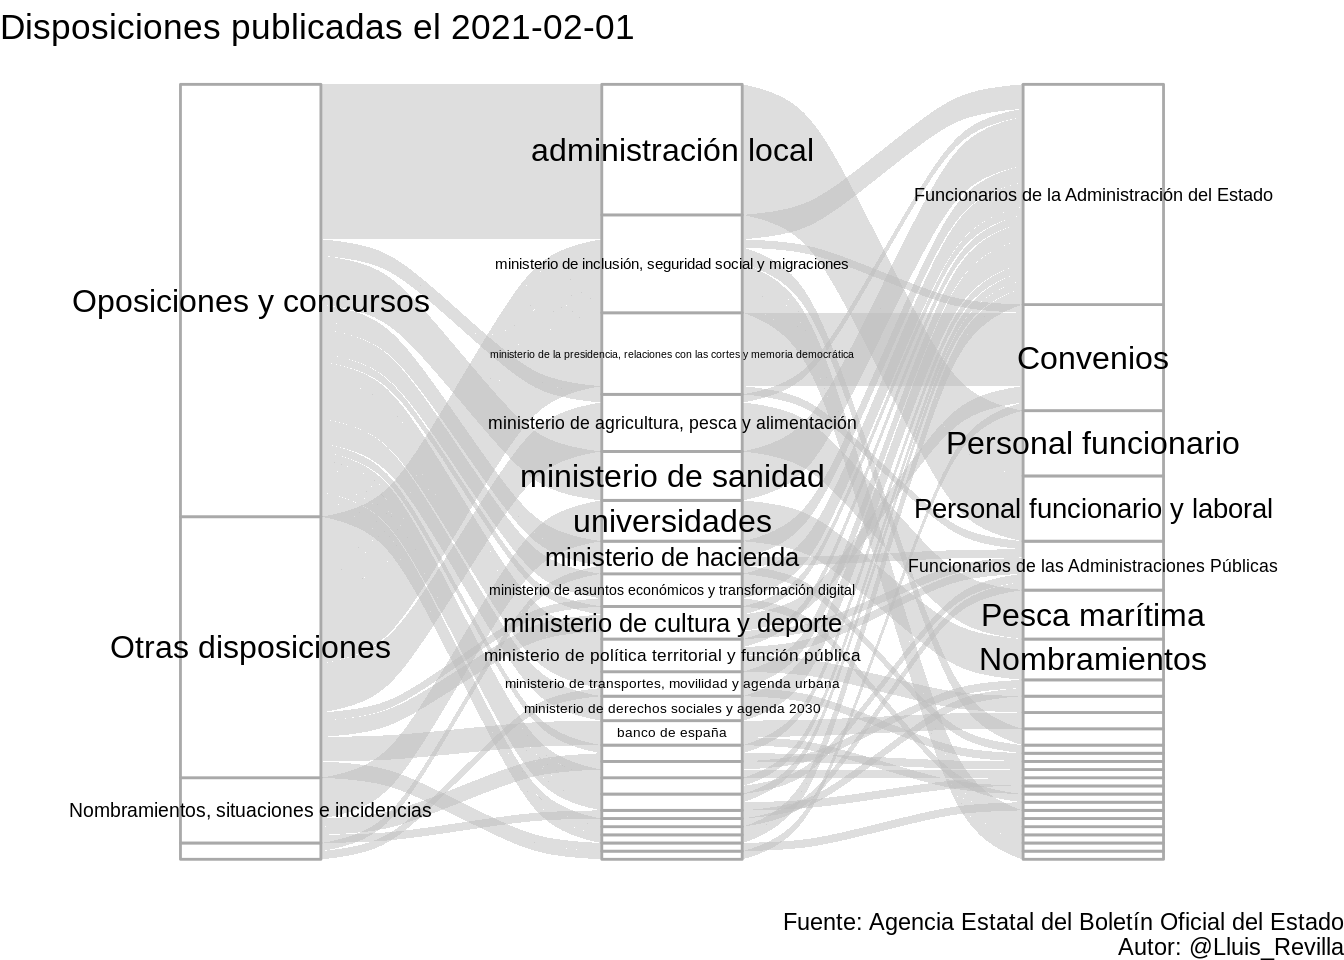 Disposiciones publicadas el 2021-02-01
Oposiciones y concursos
Otras disposiciones
Nombramientos, situaciones e incidencias
administración local
ministerio de inclusión, seguridad social y migraciones
ministerio de la presidencia, relaciones con las cortes y memoria democrática
ministerio de agricultura, pesca y alimentación
ministerio de sanidad
universidades
ministerio de hacienda
ministerio de asuntos económicos y transformación digital
ministerio de cultura y deporte
ministerio de política territorial y función pública
ministerio de transportes, movilidad y agenda urbana
ministerio de derechos sociales y agenda 2030
banco de españa
Funcionarios de la Administración del Estado
Convenios
Personal funcionario
Personal funcionario y laboral
Funcionarios de las Administraciones Públicas
Pesca marítima
Nombramientos
Fuente: Agencia Estatal del Boletín Oficial del Estado
Autor: @Lluis_Revilla